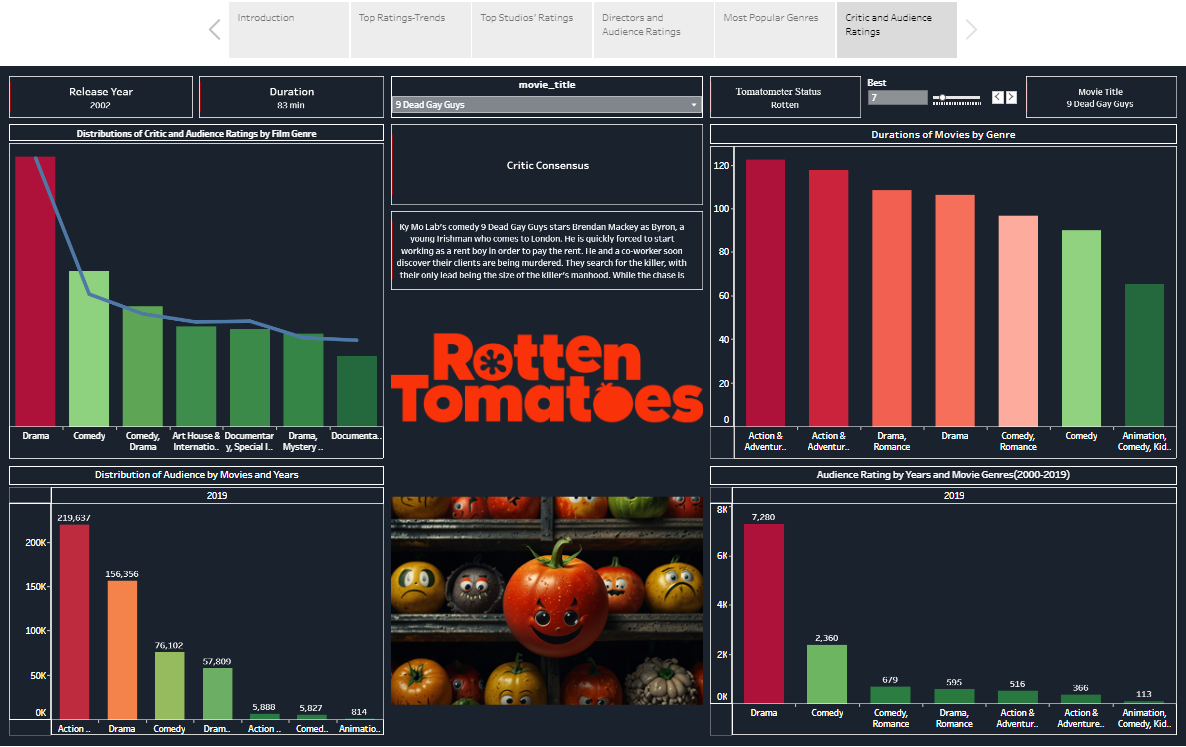 Introduction
Top Ratings-Trends
Top Studios' Ratings
Directors and
Audience Ratings
Most Popular Genres
Critic and Audience
Ratings
Release Year
2002
Duration
83 min
movie_title
9 Dead Gay Guys
Tomatometer Status
Rotten
Best
7
Movie Title
9 Dead Gay Guys
Distributions of Critic and Audience Ratings by Film Genre
Drama
Comedy
Comedy,
Drama
Art House &
Internatio..
Documentar
y, Special I..
Drama,
Mystery ..
Documenta..
Critic Consensus
Ky Mo Lab's comedy 9 Dead Gay Guys stars Brendan Mackey as Byron, a
young Irishman who comes to London. He is quickly forced to start
working as a rent boy in order to pay the rent. He and a co-worker soon
discover their clients are being murdered. They search for the killer, with
their only lead being the size of the killer's manhood. While the chase is
Rotten
Tomatoes
Durations of Movies by Genre
120
100
80
60
40
20
0
Action &
Adventur..
Action &
Adventur..
Drama,
Romance
Drama
Comedy,
Romance
Comedy
Animation,
Comedy, Kid..
Distribution of Audience by Movies and Years
2019
200K
150K
100K
50K
0K
219,637
156,356
76,102
57,809
5,888
5,827
814
Action ..
Drama
Comedy
Dram..
Action ..
Comed..
Animatio..
Audience Rating by Years and Movie Genres(2000-2019)
2019
8K
6K
4K
2K
0K
7,280
2,360
679
595
516
366
113
Drama
Comedy
Comedy,
Romance
Drama,
Romance
Action &
Adventur..
Action &
Adventur..
Animation,
Comedy, Kid..